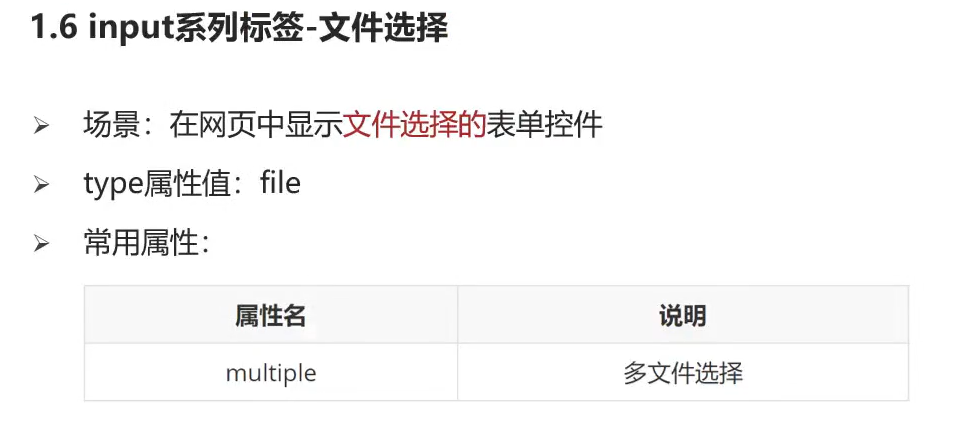 1.6 input系列标签-文件选择
场景：在网页中显示文件选择的表单控件
type属性值：file
常用属性：
属性名 说明
multiple 多文件选择